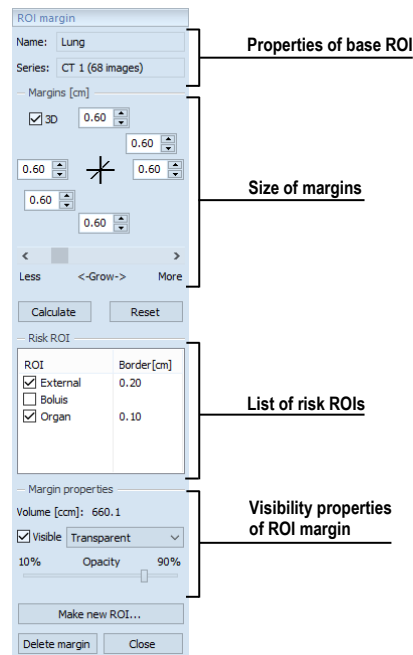 ROI margin
Name: Lung
Properties of base ROI
Series: CT 1 (68 images)
Margins [cm]
3D 0.60
0.60
0.60 0.60
Size of margins
0.60
0.60
Less <-Grow-> More
Calculate Reset
Risk ROI
ROI Border[cm]
External 0.20
Boluis
List of risk ROIs
Organ 0.10
Margin properties
Volume [ccm]: 660.1
Visibility properties
of ROI margin
Visible Transparent
10% Opacity 90%
Make new ROI...
Delete margin Close